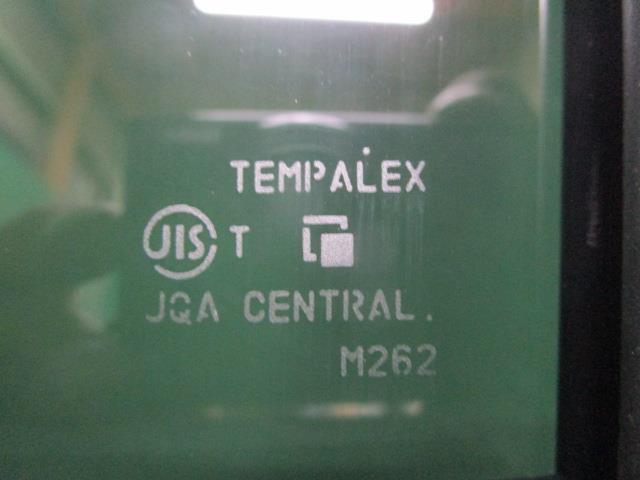 TEMPALEX
JIS T
JQA CENTRAL.
M262